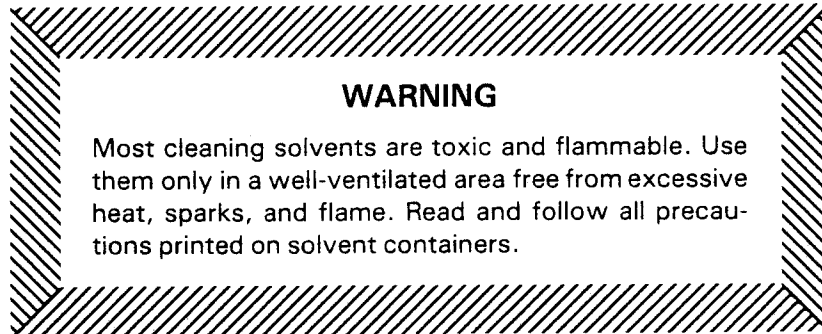 WARNING
Most cleaning solvents are toxic and flammable. Use
them only in a well-ventilated area free from excessive
heat, sparks, and flame. Read and follow all precau-
tions printed on solvent containers.